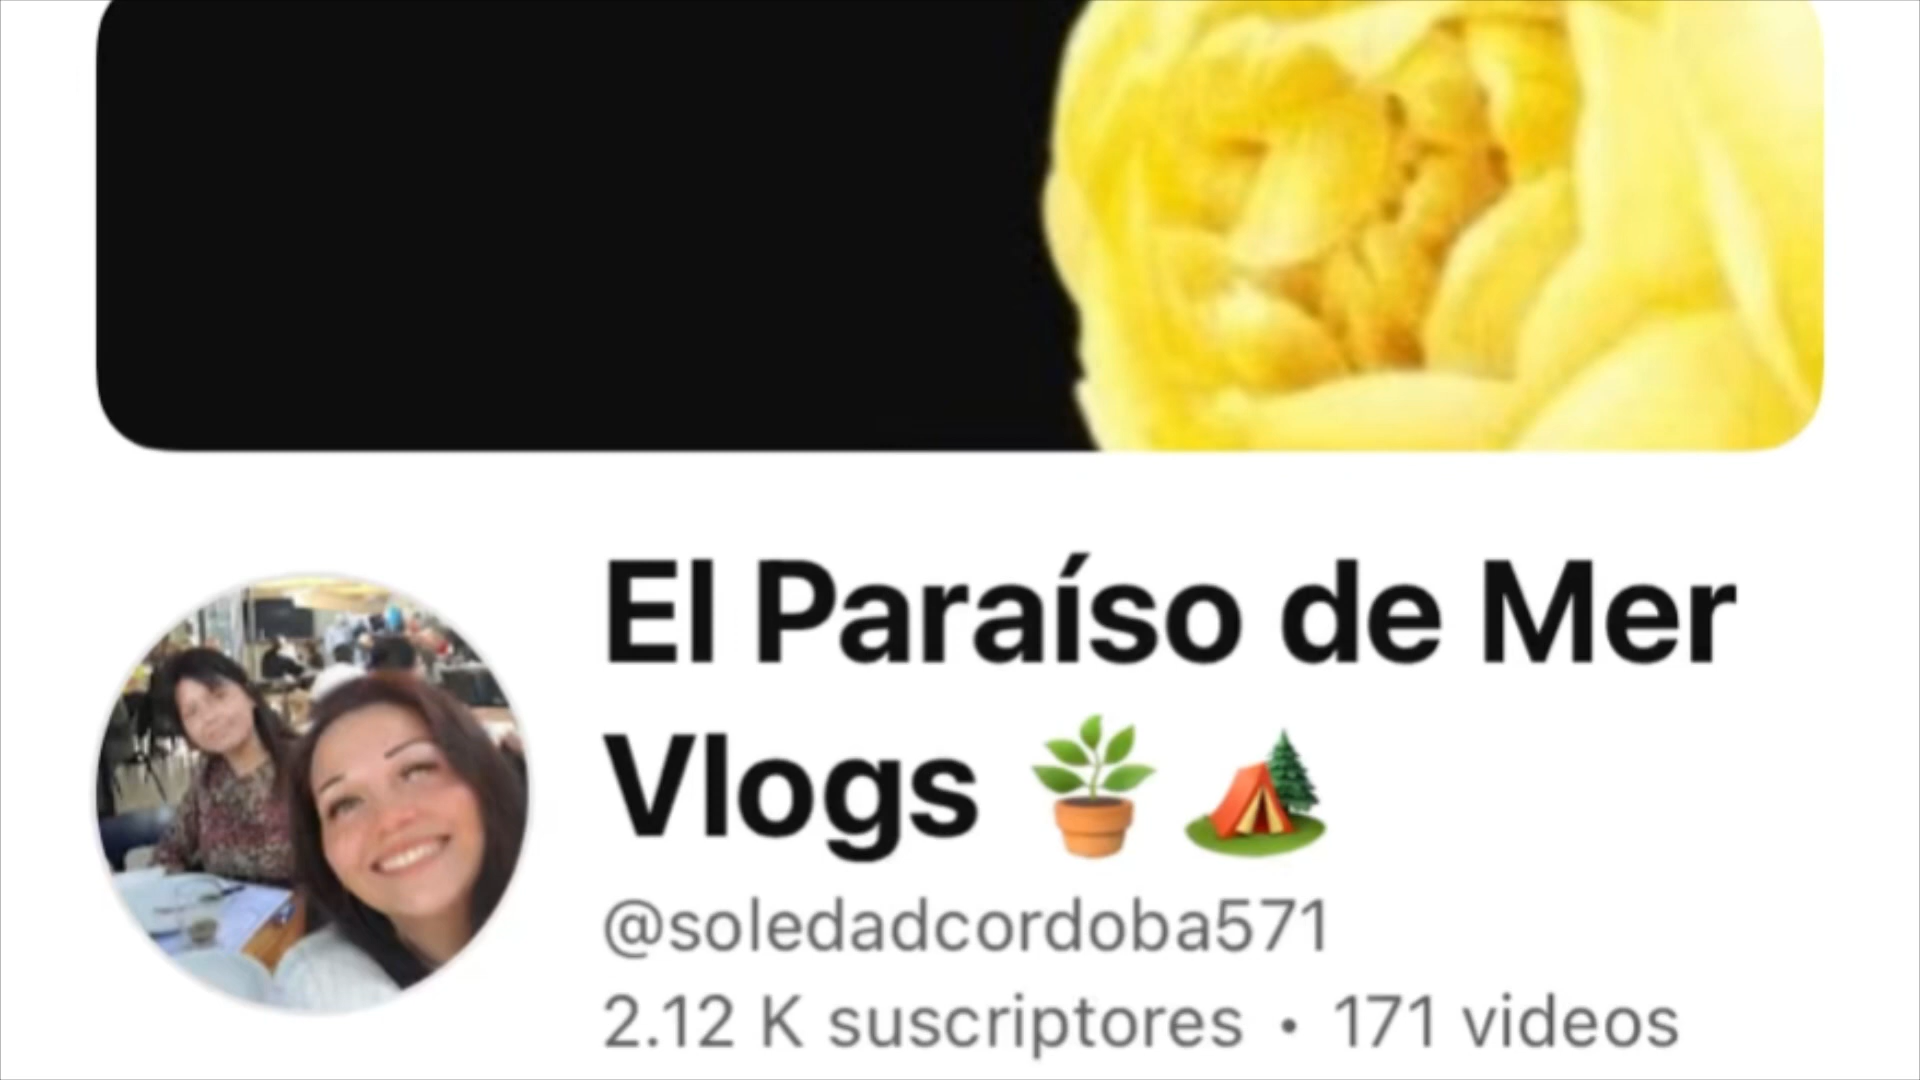 El Paraíso de Mer
Vlogs 🪴 🏕️
@soledadcordoba571
2.12 K suscriptores • 171 videos